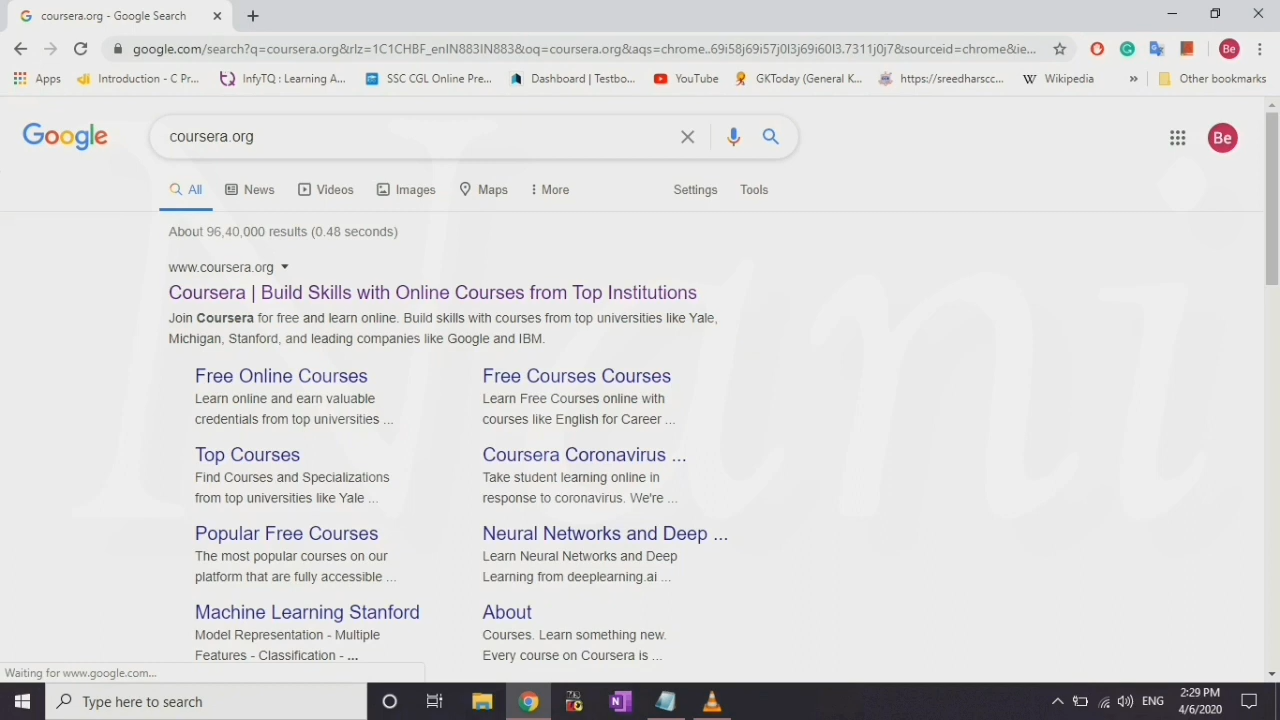 coursera.org - Google Search
google.com/search?q=coursera.org&rlz=1C1CHBF_enIN883IN883&oq=coursera.org&aqs=chrome..69i58j69i57j0l3j69i60l3.7311j0j7&sourceid=chrome&ie...
Be
Apps Introduction - C Pr... InfyTQ : Learning A... SSC CGL Online Pre... Dashboard | Testbo... YouTube GKToday (General K... https://sreedharscc... Wikipedia » Other bookmarks
Google coursera.org Be
All News Videos Images Maps More Settings Tools
About 96,40,000 results (0.48 seconds)
www.coursera.org
Coursera | Build Skills with Online Courses from Top Institutions
Join Coursera for free and learn online. Build skills with courses from top universities like Yale,
Michigan, Stanford, and leading companies like Google and IBM.
Free Online Courses
Learn online and earn valuable
credentials from top universities ...
Free Courses Courses
Learn Free Courses online with
courses like English for Career ...
Top Courses
Find Courses and Specializations
from top universities like Yale ...
Coursera Coronavirus ...
Take student learning online in
response to coronavirus. We're ...
Popular Free Courses
The most popular courses on our
platform that are fully accessible ...
Neural Networks and Deep ...
Learn Neural Networks and Deep
Learning from deeplearning.ai ...
Machine Learning Stanford
Model Representation - Multiple
Features - Classification - ...
About
Courses. Learn something new.
Every course on Coursera is ...
Nani
Waiting for www.google.com...
Type here to search
ENG
2:29 PM
4/6/2020